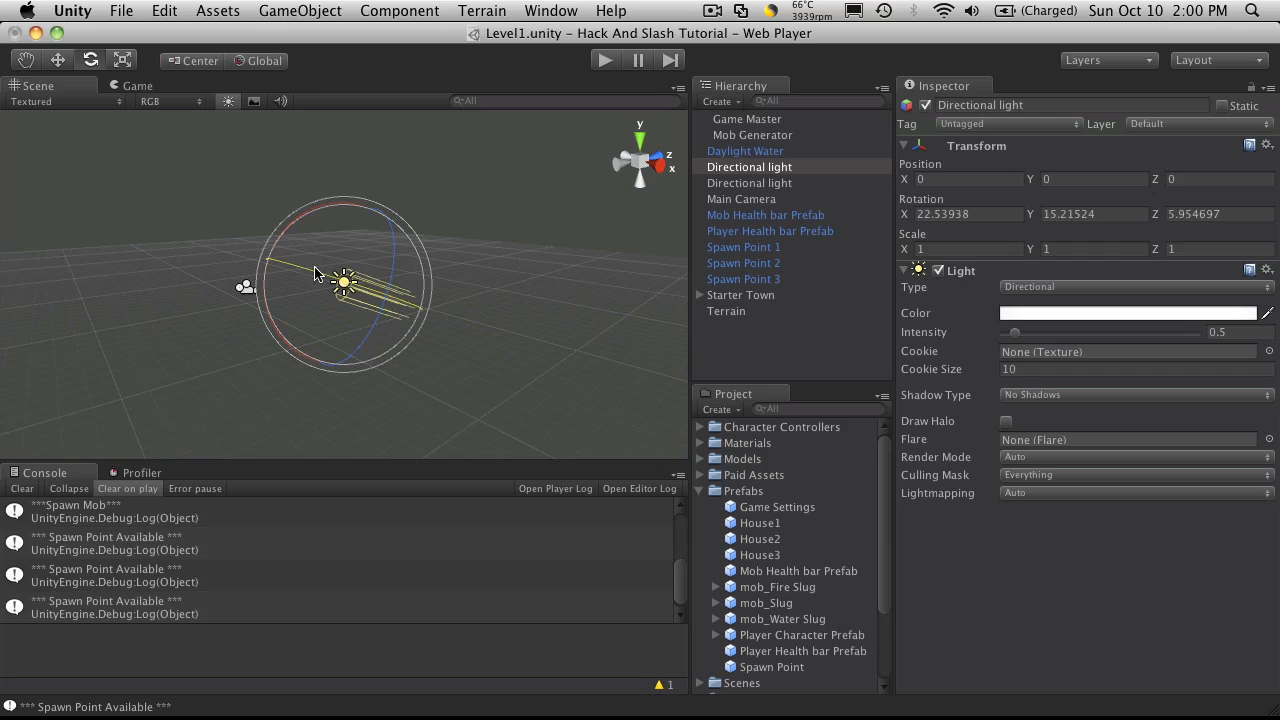 Unity File Edit Assets GameObject Component Terrain Window Help 66°C 3939rpm (Charged) Sun Oct 10 2:00 PM
Level1.unity - Hack And Slash Tutorial - Web Player
Center Global Layers Layout
Scene Game
Textured RGB All
y
z
x
Hierarchy
Create All
Game Master
Mob Generator
Daylight Water
Directional light
Directional light
Main Camera
Mob Health bar Prefab
Player Health bar Prefab
Spawn Point 1
Spawn Point 2
Spawn Point 3
Starter Town
Terrain
Project
Create All
Character Controllers
Materials
Models
Paid Assets
Prefabs
Game Settings
House1
House2
House3
Mob Health bar Prefab
mob_Fire Slug
mob_Slug
mob_Water Slug
Player Character Prefab
Player Health bar Prefab
Spawn Point
Scenes
Inspector
Directional light Static
Tag Untagged Layer Default
Transform
Position
X 0 Y 0 Z 0
Rotation
X 22.53938 Y 15.21524 Z 5.954697
Scale
X 1 Y 1 Z 1
Light
Type Directional
Color
Intensity 0.5
Cookie None (Texture)
Cookie Size 10
Shadow Type No Shadows
Draw Halo
Flare None (Flare)
Render Mode Auto
Culling Mask Everything
Lightmapping Auto
Console Profiler
Clear Collapse Clear on play Error pause Open Player Log Open Editor Log
***Spawn Mob***
UnityEngine.Debug:Log(Object)
*** Spawn Point Available ***
UnityEngine.Debug:Log(Object)
*** Spawn Point Available ***
UnityEngine.Debug:Log(Object)
*** Spawn Point Available ***
UnityEngine.Debug:Log(Object)
1
*** Spawn Point Available ***